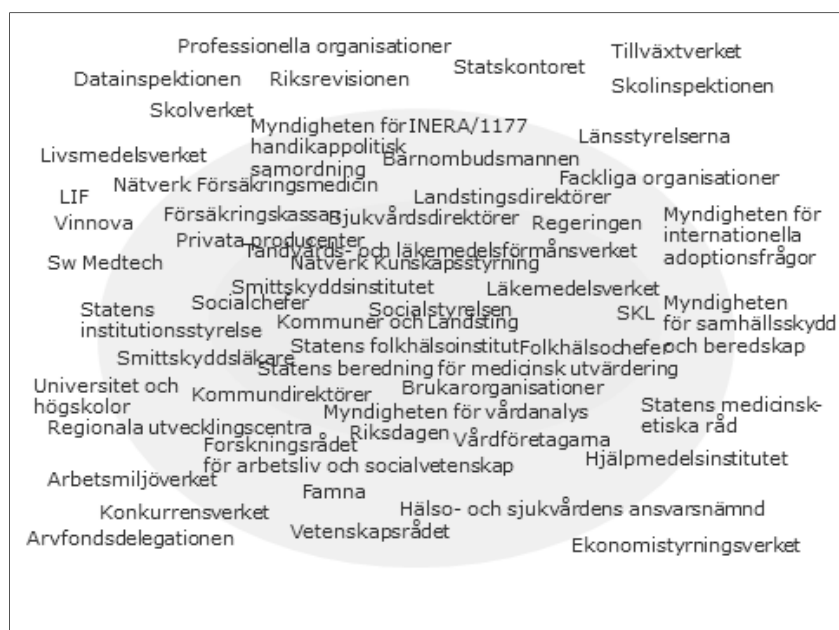 Professionella organisationer
Statskontoret
Tillväxtverket
Datainspektionen
Riksrevisionen
Skolinspektionen
Skolverket
Myndigheten för INERA/1177
handikappolitisk
samordning
Länsstyrelserna
Livsmedelsverket
Barnombudsmannen
Nätverk Försäkringsmedicin
Fackliga organisationer
LIF
Landstingsdirektörer
Vinnova
Försäkringskassan
Sjukvårdsdirektörer
Regeringen
Myndigheten för
internationella
adoptionsfrågor
Privata producenter
Tandvårds- och läkemedelsförmånsverket
Sw Medtech
Nätverk Kunskapsstyrning
Smittskyddsinstitutet
Läkemedelsverket
Socialchefer
Statens
institutionsstyrelse
Socialstyrelsen
SKL
Myndigheten
för samhällsskydd
och beredskap
Kommuner och Landsting
Statens folkhälsoinstitut
Folkhälsochefer
Smittskyddsläkare
Statens beredning för medicinsk utvärdering
Universitet och
högskolor
Kommundirektörer
Brukarorganisationer
Myndigheten för vårdanalys
Statens medicinsk-
etiska råd
Regionala utvecklingscentra
Riksdagen
Vårdföretagarna
Forskningsrådet
för arbetsliv och socialvetenskap
Hjälpmedelsinstitutet
Arbetsmiljöverket
Famna
Konkurrensverket
Hälso- och sjukvårdens ansvarsnämnd
Arvfondsdelegationen
Vetenskapsrådet
Ekonomistyrningsverket